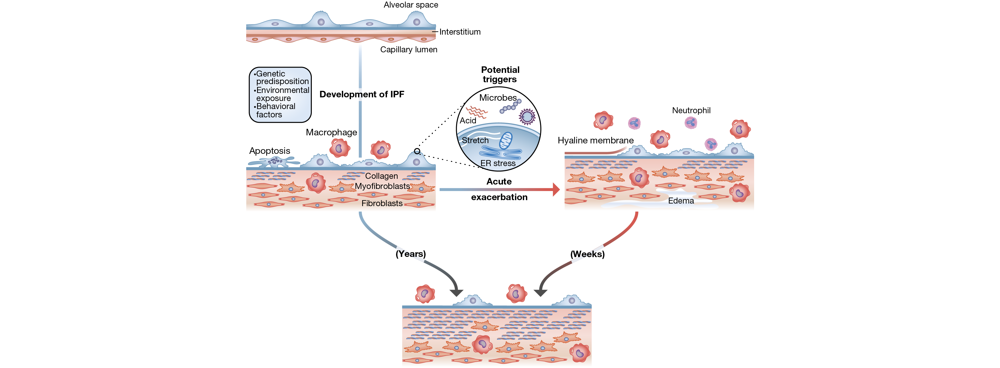 Alveolar space
Interstitium
Capillary lumen
•Genetic
predisposition
•Environmental
exposure
•Behavioral
factors
Development of IPF
Potential
triggers
Microbes
Acid
Stretch
ER stress
Macrophage
Apoptosis
Collagen
Myofibroblasts
Fibroblasts
Acute
exacerbation
Neutrophil
Hyaline membrane
Edema
(Years)
(Weeks)